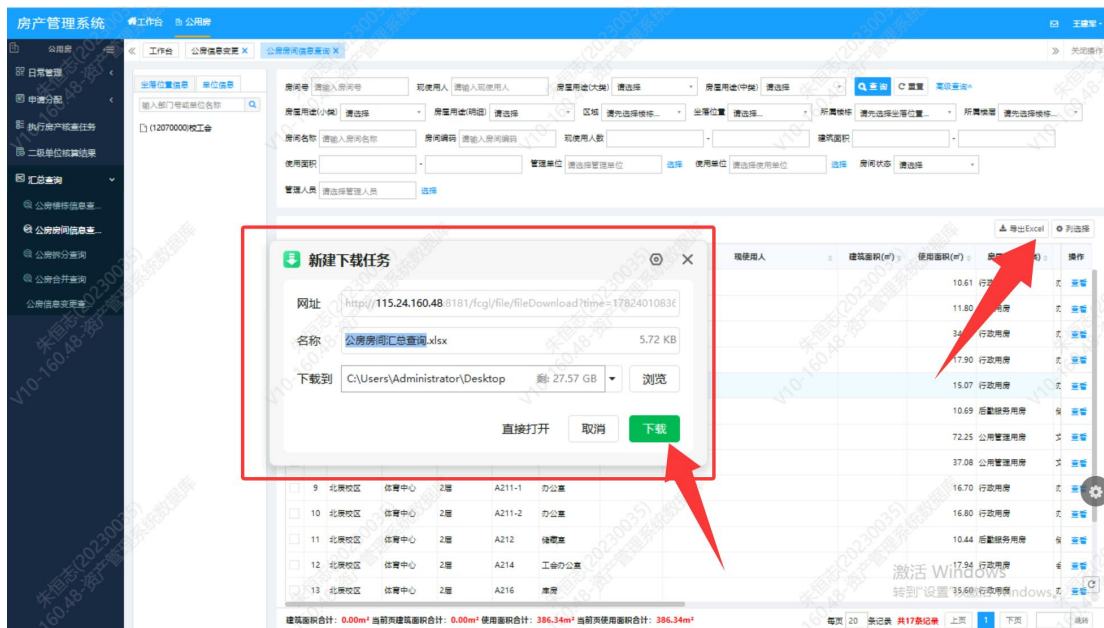 房产管理系统 工作台 公用房 王建军
公用房 工作台 公房信息变更 X 公房房间信息查询 X 关闭操作
日常管理
申请分配
执行房产核查任务
二级单位核算结果
汇总查询
公房楼栋信息查...
公房房间信息查...
公房拆分查询
公房合并查询
公房信息变更查...
坐落位置信息 单位信息
输入部门号或单位名称
(12070000)校工会
房间号 请输入房间号 现使用人 请输入现使用人 房屋用途(大类) 请选择 房屋用途(中类) 请选择 查询 重置 高级查询
房屋用途(小类) 请选择 房屋用途(明细) 请选择 区域 请先选择楼栋... 坐落位置 请选择... 所属楼栋 请先选择坐落位置... 所属楼层 请先选择楼栋...
房间名称 请输入房间名称 房间编码 请输入房间编码 现使用人数 - 建筑面积 -
使用面积 - 管理单位 请选择管理单位 选择 使用单位 请选择使用单位 选择 房间状态 请选择
管理人员 请选择管理人员 选择
导出Excel 列选择
现使用人 建筑面积(㎡) 使用面积(㎡) 操作
10.61 查看
11.80 查看
查看
17.90 行政用房 查看
15.07 行政用房 查看
10.69 后勤服务用房 查看
72.25 公用管理用房 查看
37.08 公用管理用房 查看
新建下载任务
网址 http://115.24.160.48:8181/fcgl/file/fileDownload?time=1782401083
名称 公房房间汇总查询.xlsx 5.72 KB
下载到 C:\Users\Administrator\Desktop 剩: 27.57 GB 浏览
直接打开 取消 下载
9 北辰校区 体育中心 2层 A211-1 办公室 16.70 行政用房 查看
10 北辰校区 体育中心 2层 A211-2 办公室 16.80 行政用房 查看
11 北辰校区 体育中心 2层 A212 储藏室 10.44 后勤服务用房 查看
12 北辰校区 体育中心 2层 A214 工会办公室 17.94 行政用房 查看
13 北辰校区 体育中心 2层 A216 库房 35.60 行政用房 查看
激活 Windows
转到"设置"以激活 Windows。
建筑面积合计：0.00m² 当前页建筑面积合计：0.00m² 使用面积合计：386.34m² 当前页使用面积合计：386.34m²
每页 20 条记录 共17条记录 上页 1 下页 跳转